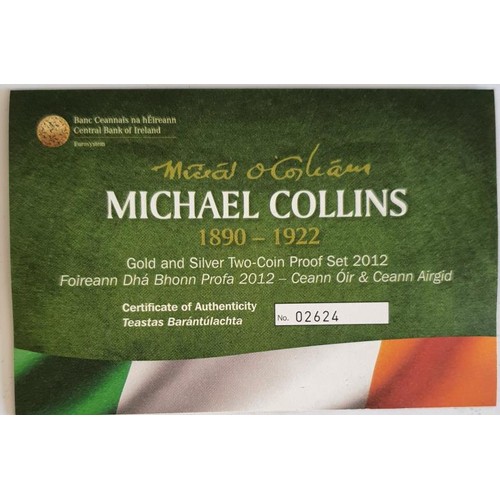 Banc Ceannais na hÉireann
Central Bank of Ireland
Eurosystem
Míceál Ó Coileáin
MICHAEL COLLINS
1890 – 1922
Gold and Silver Two-Coin Proof Set 2012
Foireann Dhá Bhonn Profa 2012 – Ceann Óir & Ceann Airgid
Certificate of Authenticity
Teastas Barántúlachta
No. 02624